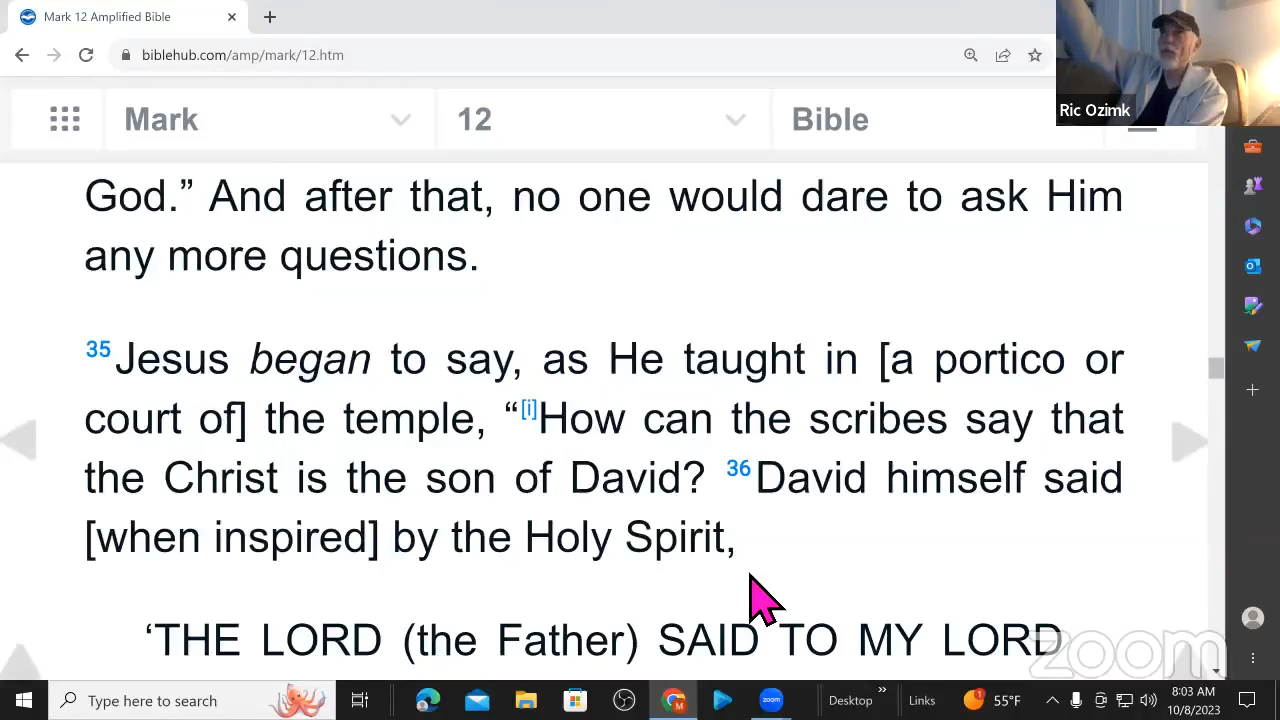 Mark 12 Amplified Bible
biblehub.com/amp/mark/12.htm
Ric Ozimk
Mark 12 Bible
God.” And after that, no one would dare to ask Him
any more questions.
35 Jesus began to say, as He taught in [a portico or
court of] the temple, “[i]How can the scribes say that
the Christ is the son of David? 36 David himself said
[when inspired] by the Holy Spirit,
‘THE LORD (the Father) SAID TO MY LORD
zoom
Type here to search
zoom
Desktop
Links
1
55°F
8:03 AM
10/8/2023